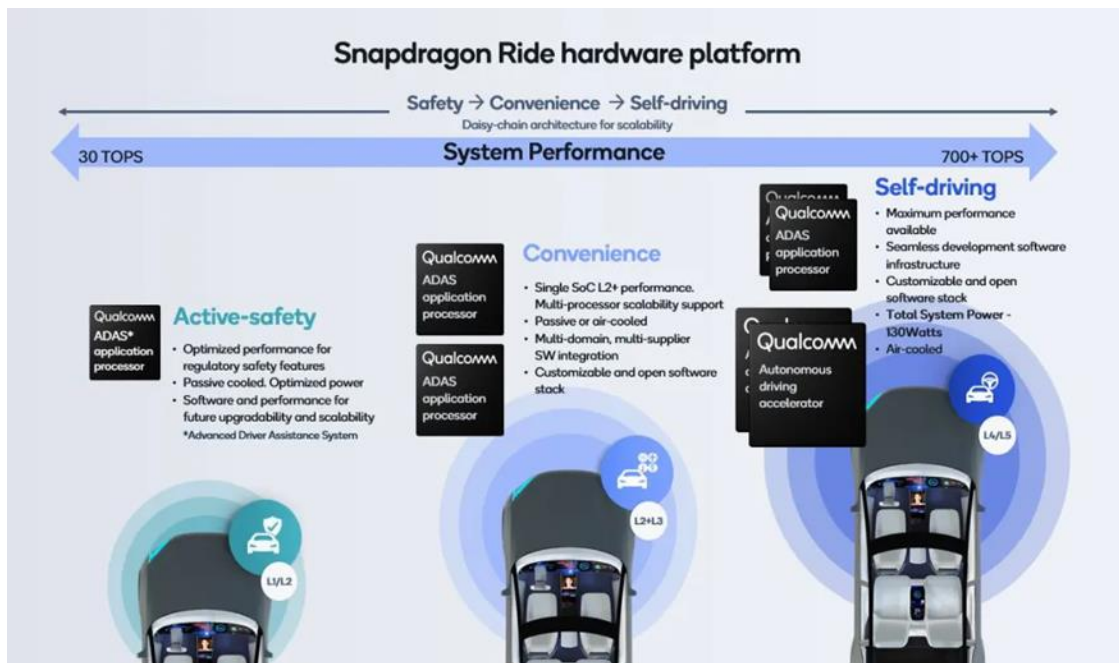 Snapdragon Ride hardware platform
Safety → Convenience → Self-driving
Daisy-chain architecture for scalability
30 TOPS
System Performance
700+ TOPS
Qualcomm
ADAS*
application
processor
Active-safety
• Optimized performance for
regulatory safety features
• Passive cooled. Optimized power
• Software and performance for
future upgradability and scalability
*Advanced Driver Assistance System
L1/L2
Qualcomm
ADAS
application
processor
Qualcomm
ADAS
application
processor
Convenience
• Single SoC L2+ performance.
Multi-processor scalability support
• Passive or air-cooled
• Multi-domain, multi-supplier
SW integration
• Customizable and open software
stack
L2+L3
Qualcomm
Qualcomm
ADAS
application
processor
Qualcomm
Autonomous
driving
accelerator
Self-driving
• Maximum performance
available
• Seamless development software
infrastructure
• Customizable and open
software stack
• Total System Power -
130Watts
• Air-cooled
L4/L5